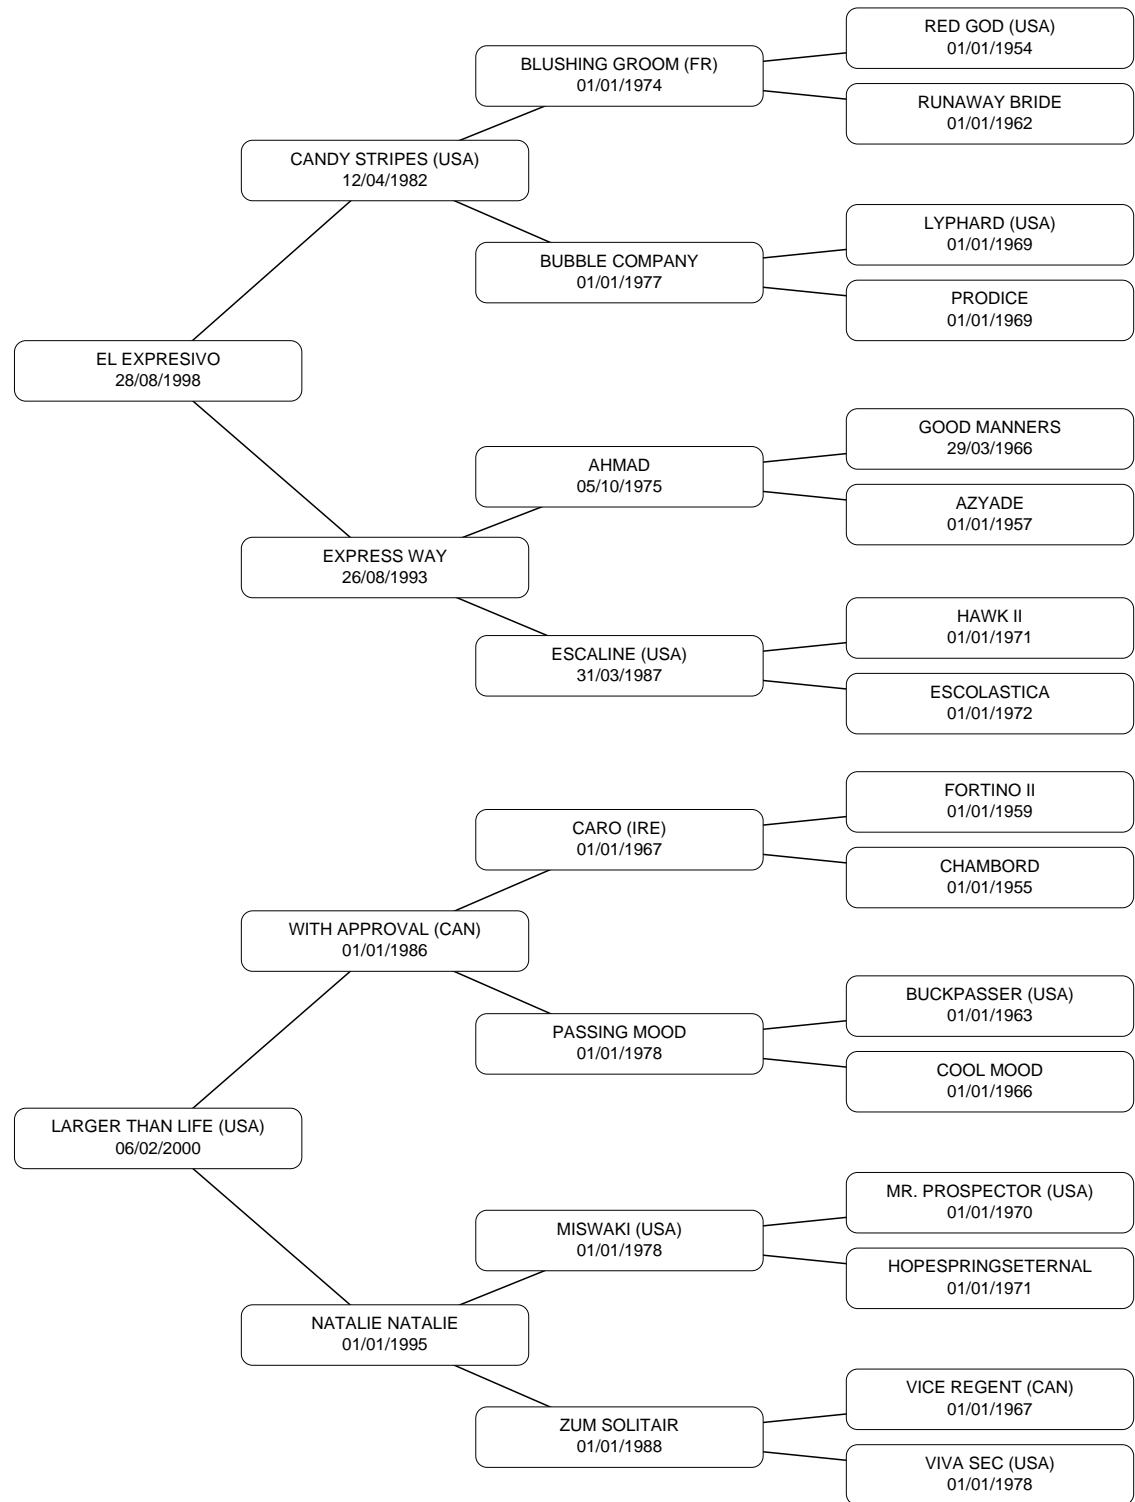 RED GOD (USA)
01/01/1954
BLUSHING GROOM (FR)
01/01/1974
RUNAWAY BRIDE
01/01/1962
CANDY STRIPES (USA)
12/04/1982
LYPHARD (USA)
01/01/1969
BUBBLE COMPANY
01/01/1977
PRODICE
01/01/1969
EL EXPRESIVO
28/08/1998
GOOD MANNERS
29/03/1966
AHMAD
05/10/1975
AZYADE
01/01/1957
EXPRESS WAY
26/08/1993
HAWK II
01/01/1971
ESCALINE (USA)
31/03/1987
ESCOLASTICA
01/01/1972
FORTINO II
01/01/1959
CARO (IRE)
01/01/1967
CHAMBORD
01/01/1955
WITH APPROVAL (CAN)
01/01/1986
BUCKPASSER (USA)
01/01/1963
PASSING MOOD
01/01/1978
COOL MOOD
01/01/1966
LARGER THAN LIFE (USA)
06/02/2000
MR. PROSPECTOR (USA)
01/01/1970
MISWAKI (USA)
01/01/1978
HOPESPRINGSETERNAL
01/01/1971
NATALIE NATALIE
01/01/1995
VICE REGENT (CAN)
01/01/1967
ZUM SOLITAIR
01/01/1988
VIVA SEC (USA)
01/01/1978